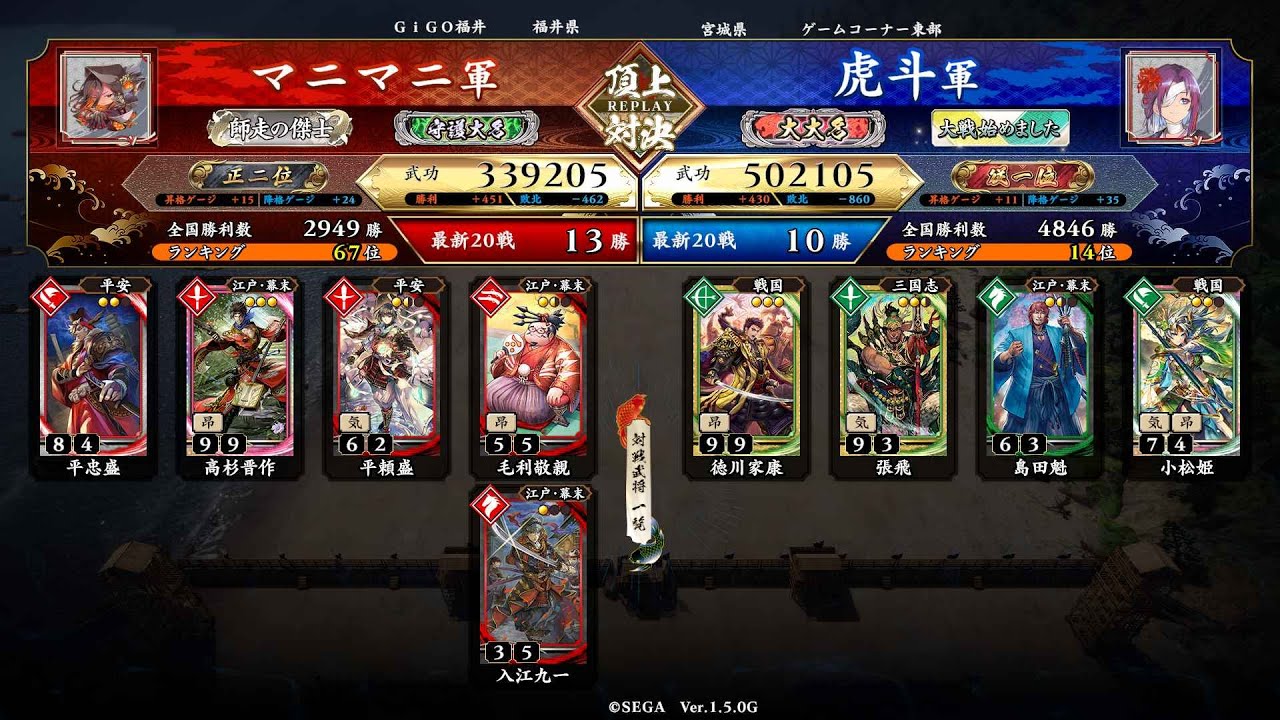 GiGO福井 福井県
宮城県 ゲームコーナー東部
マニマニ軍
頂上
REPLAY
対決
虎斗軍
師走の傑士
守護大名
大大名
大戦始めました
正二位
武功 339205
武功 502105
従一位
昇格ゲージ +15 降格ゲージ +24
勝利 +451 敗北 -462
勝利 +430 敗北 -860
昇格ゲージ +11 降格ゲージ +35
全国勝利数 2949勝
最新20戦 13勝
最新20戦 10勝
全国勝利数 4846勝
ランキング 67位
ランキング 14位
平安
8 4
平忠盛
江戸・幕末
昂
9 9
高杉晋作
平安
気
6 2
平頼盛
江戸・幕末
昂
5 5
毛利敬親
対戦武将一覧
戦国
昂
9 9
徳川家康
三国志
気
9 3
張飛
江戸・幕末
6 3
島田魁
戦国
気 昂
7 4
小松姫
江戸・幕末
3 5
入江九一
©SEGA Ver.1.5.0G